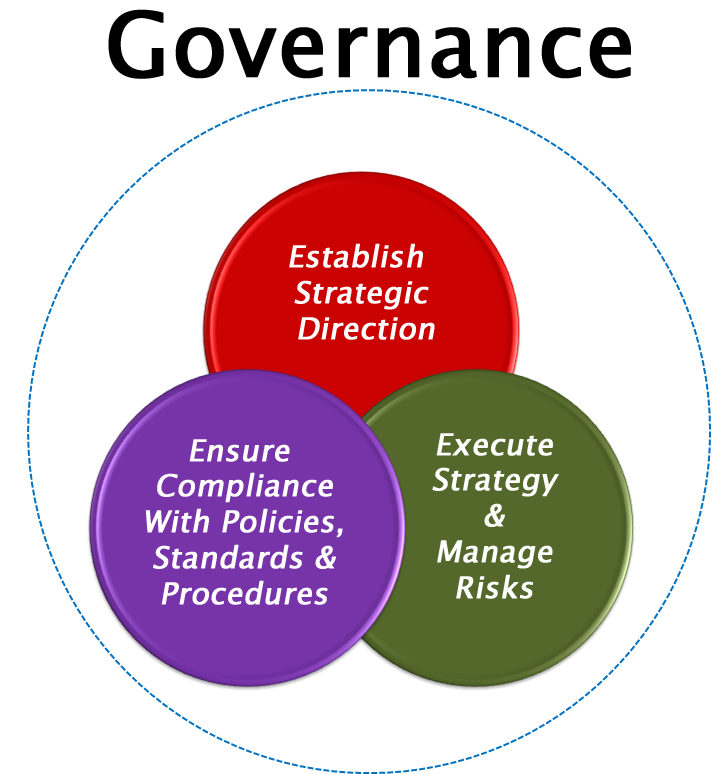 Governance
Establish
Strategic
Direction
Ensure
Compliance
With Policies,
Standards &
Procedures
Execute
Strategy
&
Manage
Risks